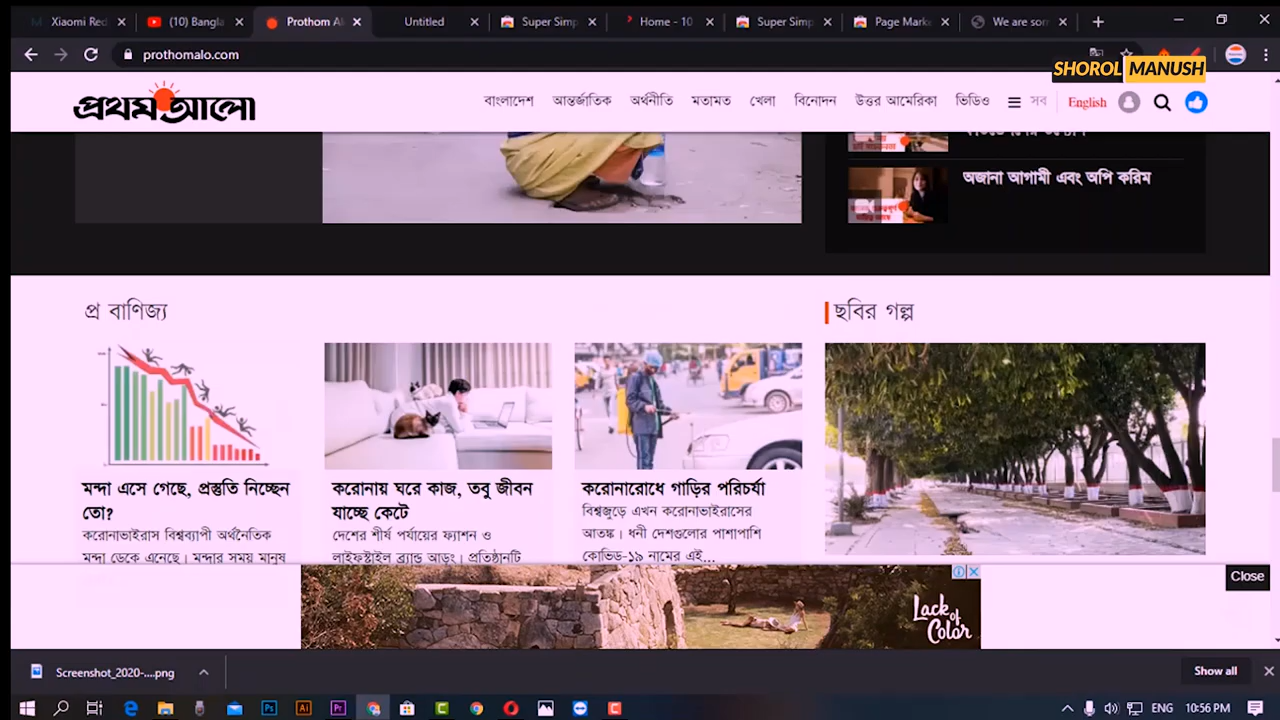 Xiaomi Red
(10) Bangla
Prothom Al
Untitled
Super Simp
Home - 10
Super Simp
Page Mark
We are sorr
prothomalo.com
SHOROL MANUSH
প্রথম আলো
বাংলাদেশ আন্তর্জাতিক অর্থনীতি মতামত খেলা বিনোদন উত্তর আমেরিকা ভিডিও সব English
অজানা আগামী এবং অপি করিম
প্র বাণিজ্য
ছবির গল্প
মন্দা এসে গেছে, প্রস্তুতি নিচ্ছেন
তো?
করোনাভাইরাস বিশ্বব্যাপী অর্থনৈতিক
মন্দা ডেকে এনেছে। মন্দার সময় মানুষ
করোনায় ঘরে কাজ, তবু জীবন
যাচ্ছে কেটে
দেশের শীর্ষ পর্যায়ের ফ্যাশন ও
লাইফস্টাইল ব্র্যান্ড আড়ং। প্রতিষ্ঠানটি
করোনারোধে গাড়ির পরিচর্যা
বিশ্বজুড়ে এখন করোনাভাইরাসের
আতঙ্ক। ধনী দেশগুলোর পাশাপাশি
কোভিড-১৯ নামের এই...
Close
Lack of
Color
Screenshot_2020-....png
Show all
ENG 10:56 PM